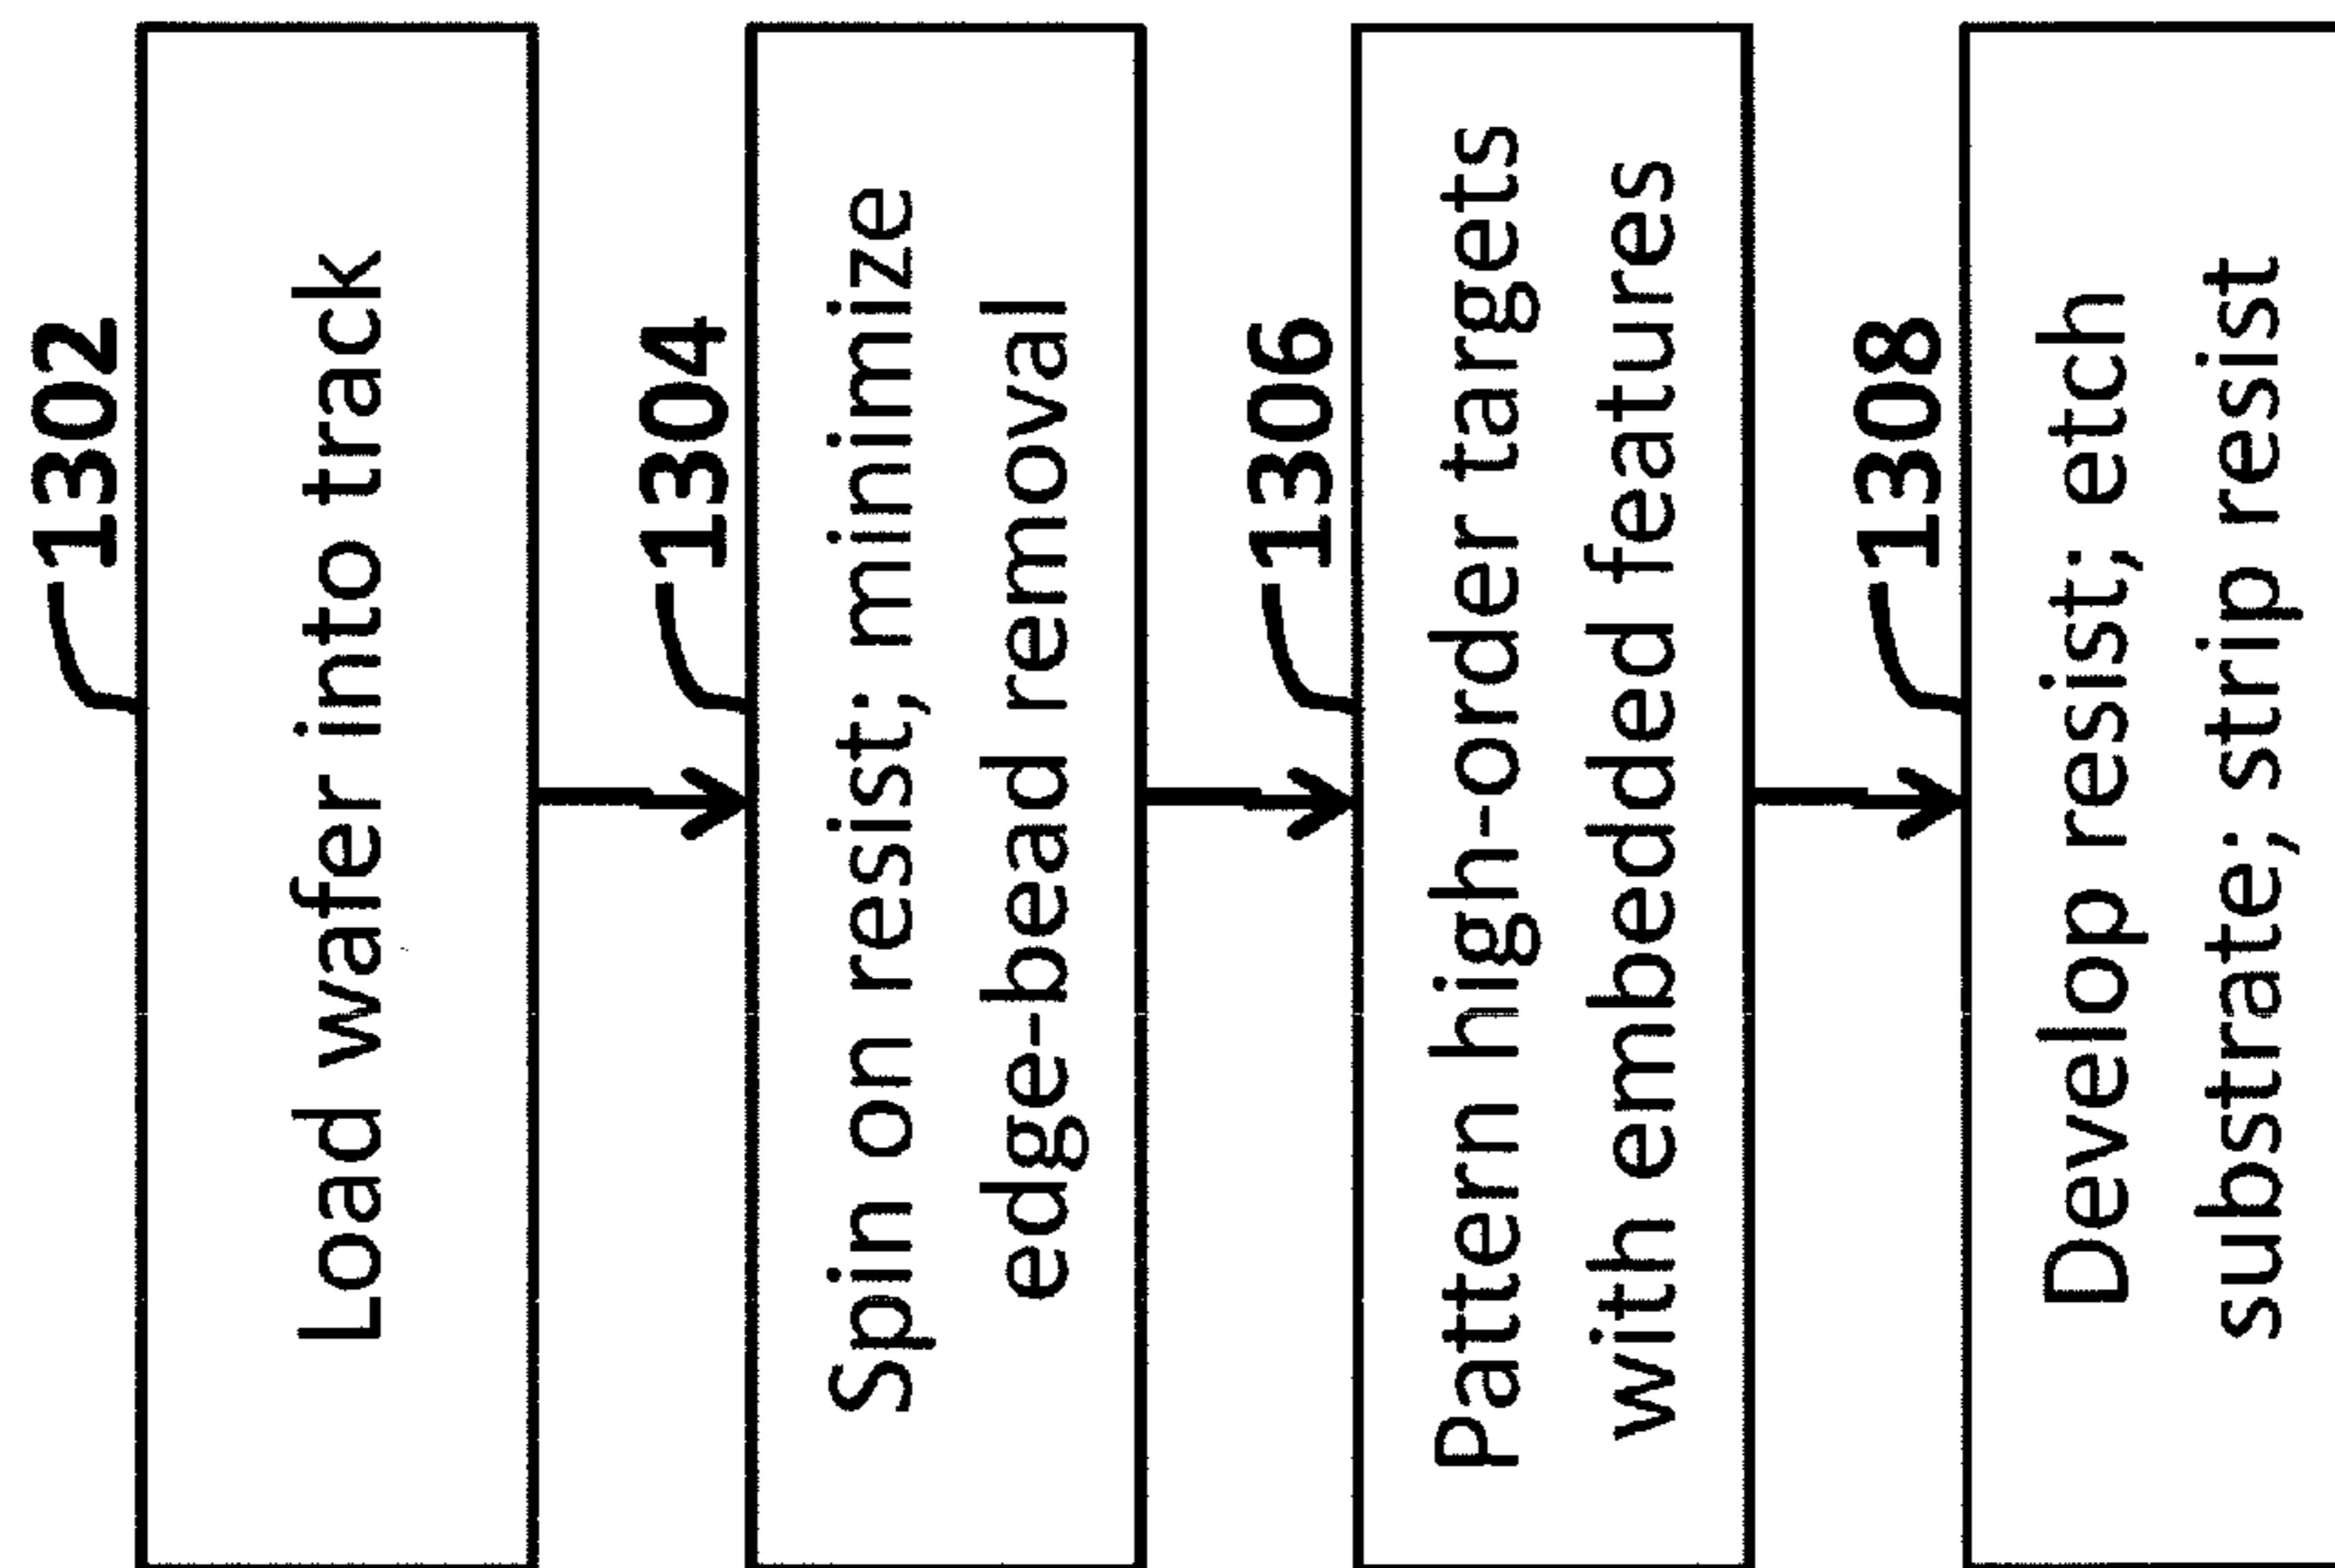 1302
Load wafer into track
1304
Spin on resist; minimize
edge-bead removal
1306
Pattern high-order targets
with embedded features
1308
Develop resist; etch
substrate; strip resist